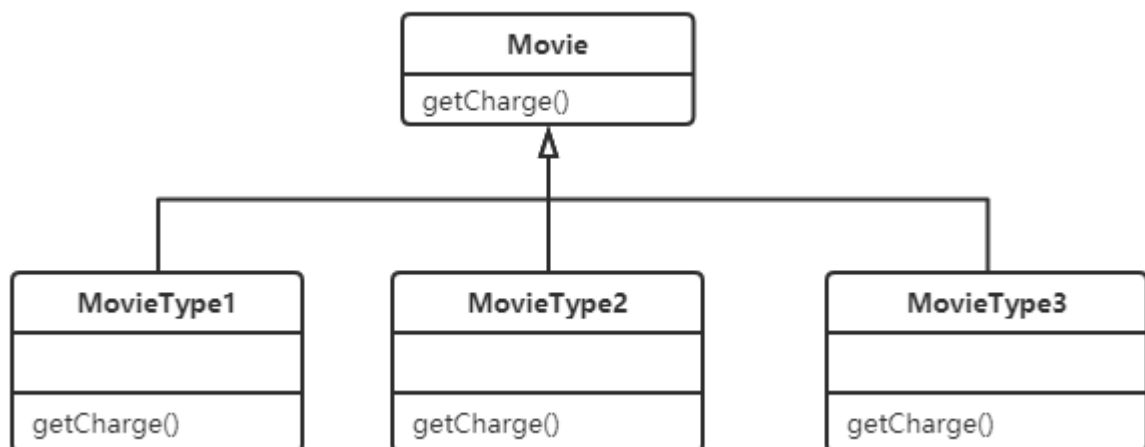 Movie
getCharge()
MovieType1
MovieType2
MovieType3
getCharge()
getCharge()
getCharge()